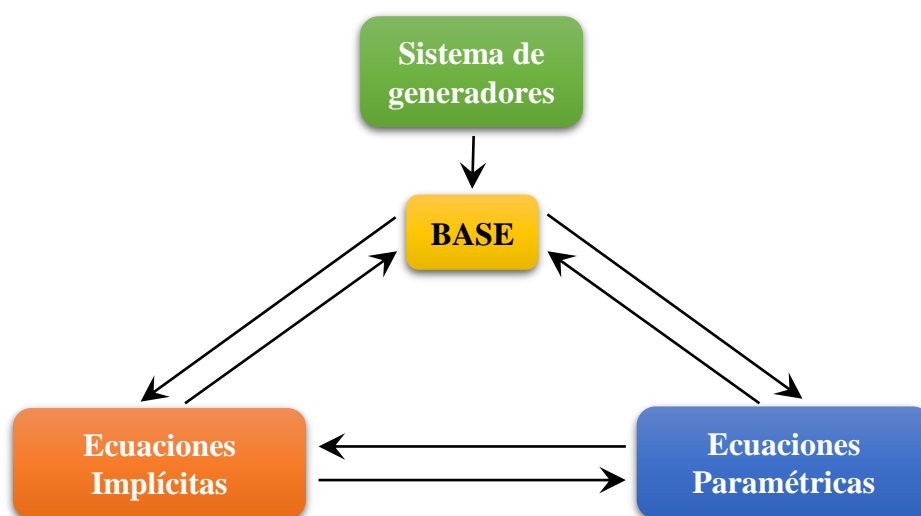 Sistema de
generadores
BASE
Ecuaciones
Implícitas
Ecuaciones
Paramétricas